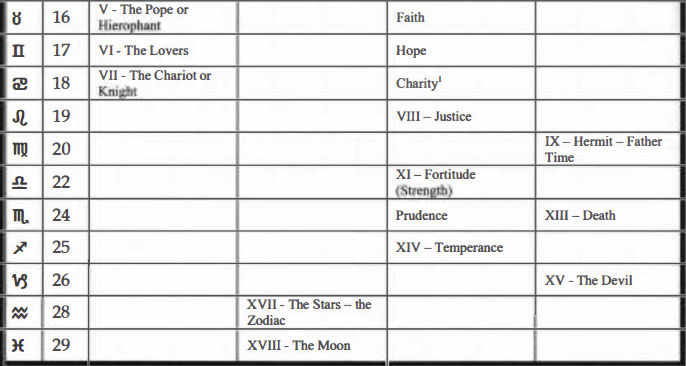 ♉ 16 V - The Pope or Faith
Hierophant
♊ 17 VI - The Lovers Hope
♋ 18 VII - The Chariot or Charity¹
Knight
♌ 19 VIII – Justice
♍ 20 IX – Hermit – Father
Time
♎ 22 XI – Fortitude
(Strength)
♏ 24 Prudence XIII – Death
♐ 25 XIV – Temperance
♑ 26 XV - The Devil
♒ 28 XVII - The Stars – the
Zodiac
♓ 29 XVIII - The Moon